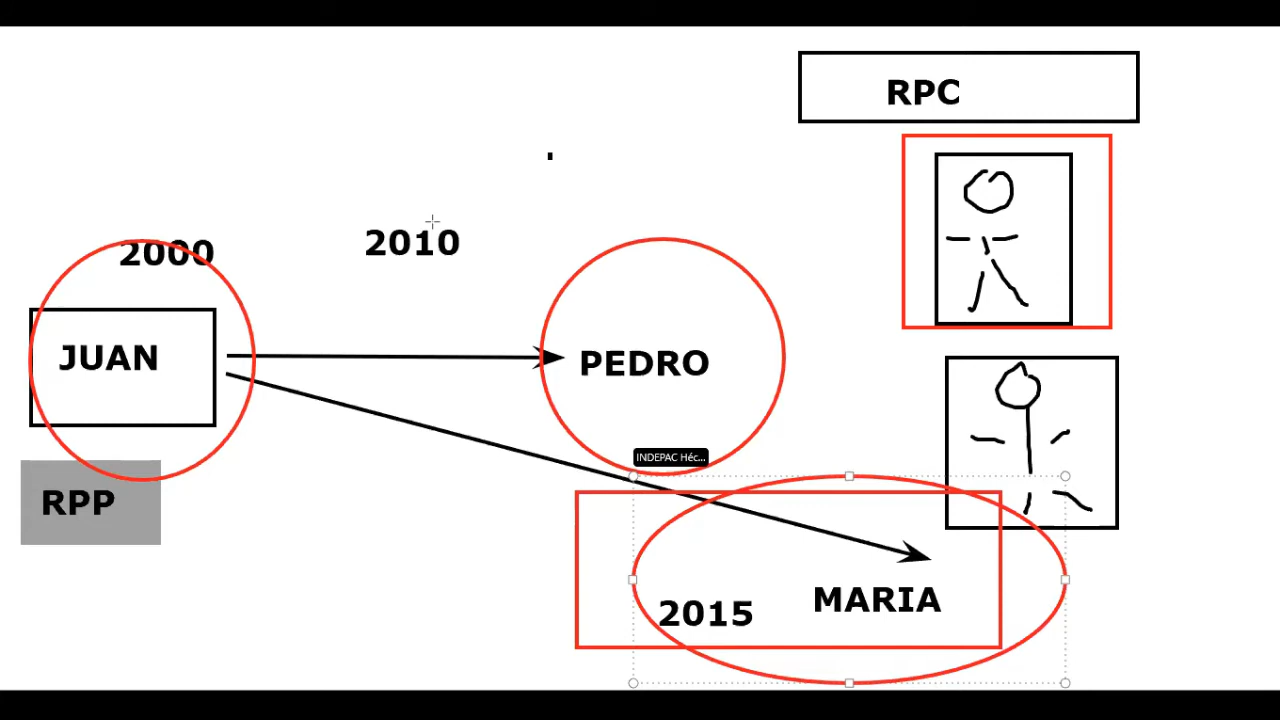 RPC
2000
2010
JUAN
PEDRO
INDEPAC Héc...
RPP
2015
MARIA